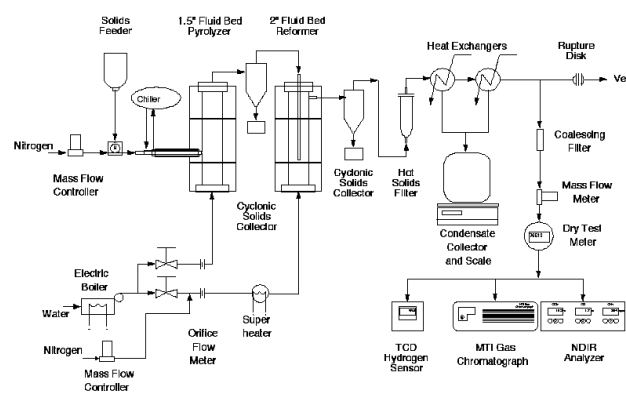 Solids
Feeder
1.5" Fluid Bed
Pyrolyzer
2" Fluid Bed
Reformer
Heat Exchangers
Rupture
Disk
Ve
Chiller
Nitrogen
Mass Flow
Controller
Cyclonic
Solids
Collector
Cyclonic
Solids
Collector
Hot
Solids
Filter
Condensate
Collector
and Scale
Coalescing
Filter
Mass Flow
Meter
Dry Test
Meter
Electric
Boiler
Water
Nitrogen
Mass Flow
Controller
Orifice
Flow
Meter
Super
heater
TCD
Hydrogen
Sensor
MTI Gas
Chromatograph
NDIR
Analyzer